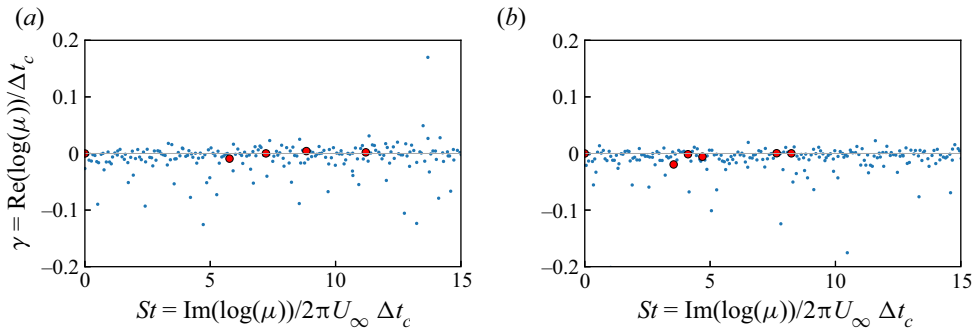 (a) (b)
0.2 0.2
0.1 0.1
0 0
–0.1 –0.1
–0.2 –0.2
γ = Re(log(μ))/Δt_c
0 5 10 15 0 5 10 15
St = Im(log(μ))/2πU_∞ Δt_c St = Im(log(μ))/2πU_∞ Δt_c